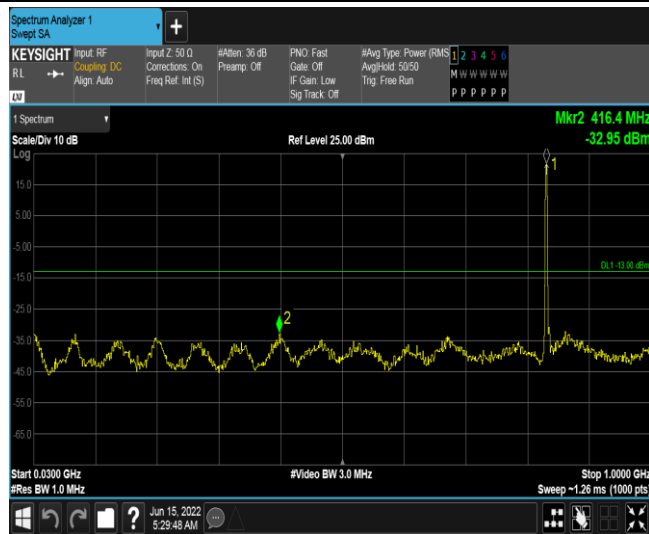 Spectrum Analyzer 1
Swept SA
+
KEYSIGHT
RL
LXI
Input: RF
Coupling: DC
Align: Auto
Input Z: 50 Ω
Corrections: On
Freq Ref: Int (S)
#Atten: 36 dB
Preamp: Off
PNO: Fast
Gate: Off
IF Gain: Low
Sig Track: Off
#Avg Type: Power (RMS
Avg|Hold: 50/50
Trig: Free Run
1 2 3 4 5 6
M W W W W W
P P P P P P
1 Spectrum
Mkr2 416.4 MHz
-32.95 dBm
Scale/Div 10 dB
Ref Level 25.00 dBm
Log
1
15.0
5.00
-5.00
DL1 -13.00 dBm
-15.0
-25.0
2
-35.0
-45.0
-55.0
-65.0
Start 0.0300 GHz
#Video BW 3.0 MHz
Stop 1.0000 GHz
#Res BW 1.0 MHz
Sweep ~1.26 ms (1000 pts)
?
Jun 15, 2022
5:29:48 AM